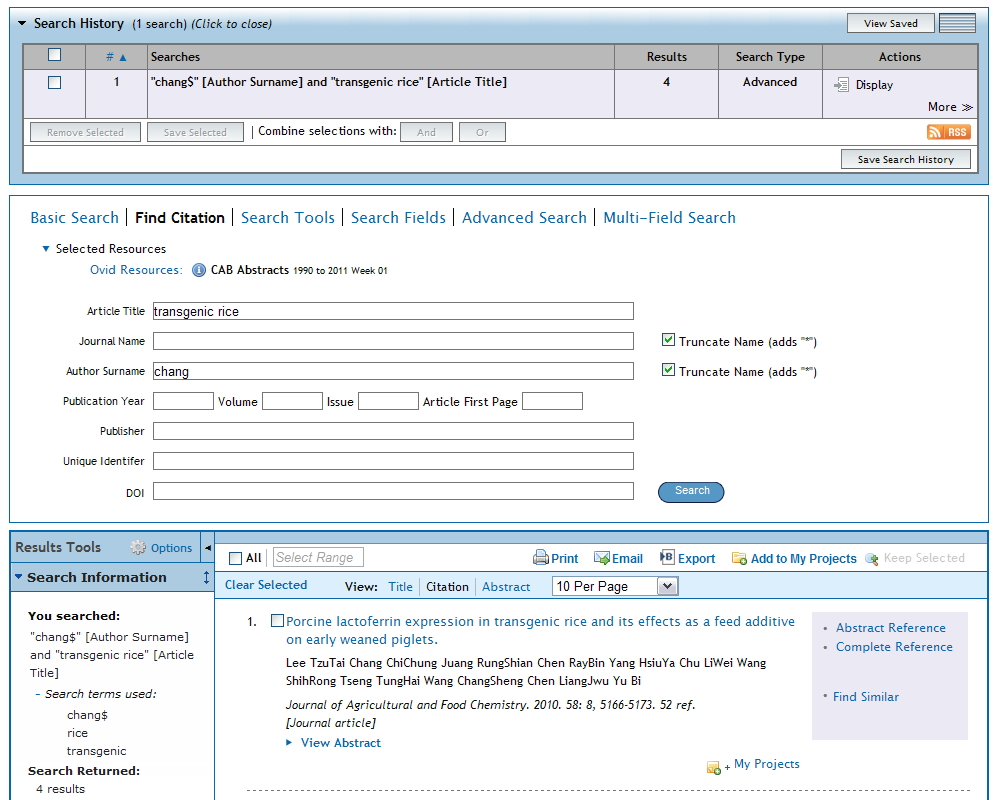 Search History (1 search) (Click to close)
View Saved
# ▲ Searches Results Search Type Actions
1 "chang$" [Author Surname] and "transgenic rice" [Article Title] 4 Advanced Display
More ≫
Remove Selected Save Selected | Combine selections with: And Or RSS
Save Search History
Basic Search | Find Citation | Search Tools | Search Fields | Advanced Search | Multi-Field Search
Selected Resources
Ovid Resources: CAB Abstracts 1990 to 2011 Week 01
Article Title transgenic rice
Journal Name Truncate Name (adds "*")
Author Surname chang Truncate Name (adds "*")
Publication Year Volume Issue Article First Page
Publisher
Unique Identifer
DOI Search
Results Tools Options
Search Information
You searched:
"chang$" [Author Surname]
and "transgenic rice" [Article
Title]
- Search terms used:
chang$
rice
transgenic
Search Returned:
4 results
All Select Range Print Email Export Add to My Projects Keep Selected
Clear Selected View: Title | Citation | Abstract 10 Per Page
1. Porcine lactoferrin expression in transgenic rice and its effects as a feed additive
on early weaned piglets.
Lee TzuTai Chang ChiChung Juang RungShian Chen RayBin Yang HsiuYa Chu LiWei Wang
ShihRong Tseng TungHai Wang ChangSheng Chen LiangJwu Yu Bi
Journal of Agricultural and Food Chemistry. 2010. 58: 8, 5166-5173. 52 ref.
[Journal article]
View Abstract
+ My Projects
• Abstract Reference
• Complete Reference
• Find Similar